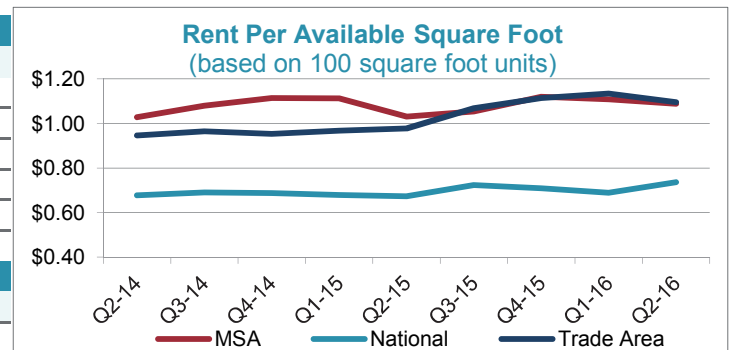 Rent Per Available Square Foot
(based on 100 square foot units)
$1.20
$1.00
$0.80
$0.60
$0.40
Q2-14 Q3-14 Q4-14 Q1-15 Q2-15 Q3-15 Q4-15 Q1-16 Q2-16
MSA National Trade Area